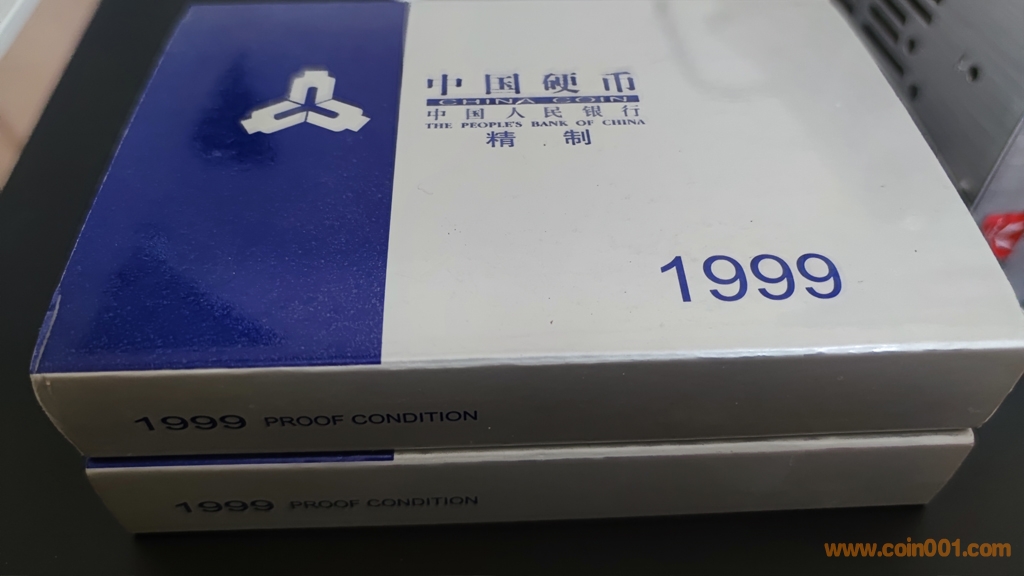 中国硬币
CHINA COIN
中国人民银行
THE PEOPLE'S BANK OF CHINA
精制
1999
1999 PROOF CONDITION
1999 PROOF CONDITION
www.coin001.com